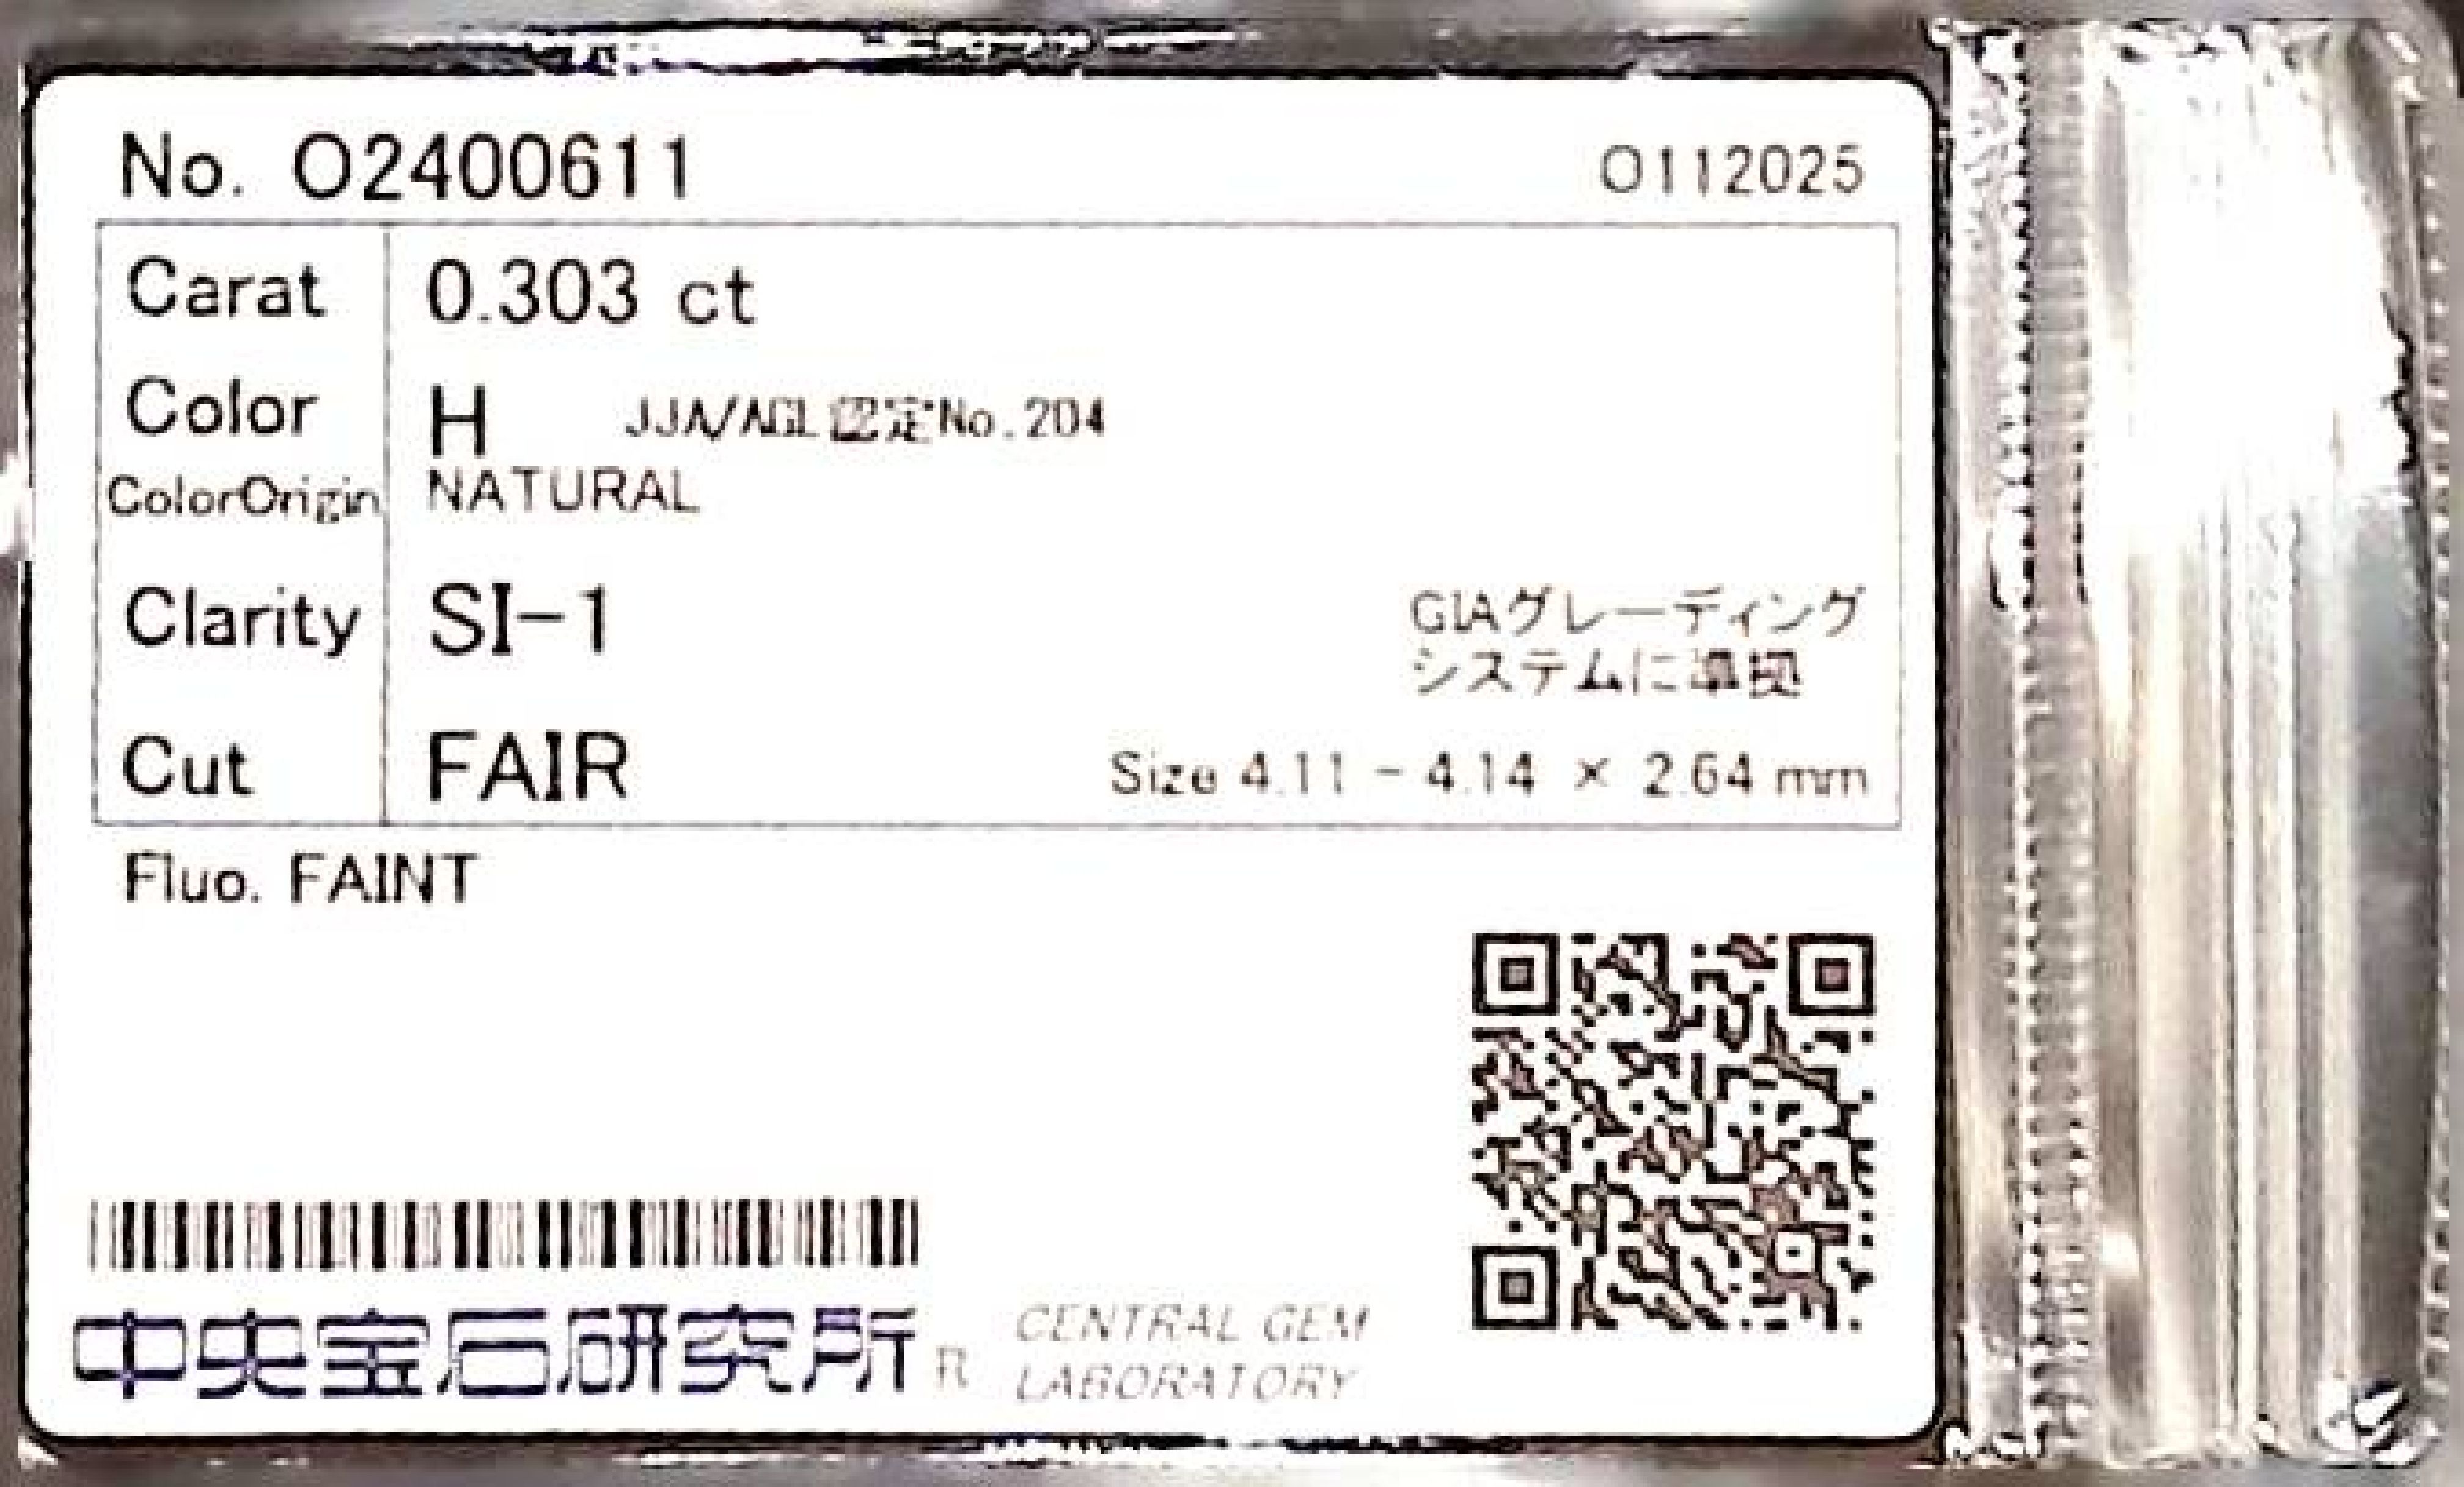 No. O2400611
O112025
Carat 0.303 ct
Color H JJA/AGL認定No.204
ColorOrigin NATURAL
Clarity SI-1
GIAグレーディング
システムに準拠
Cut FAIR
Size 4.11 - 4.14 × 2.64 mm
Fluo. FAINT
中央宝石研究所 R
CENTRAL GEM
LABORATORY